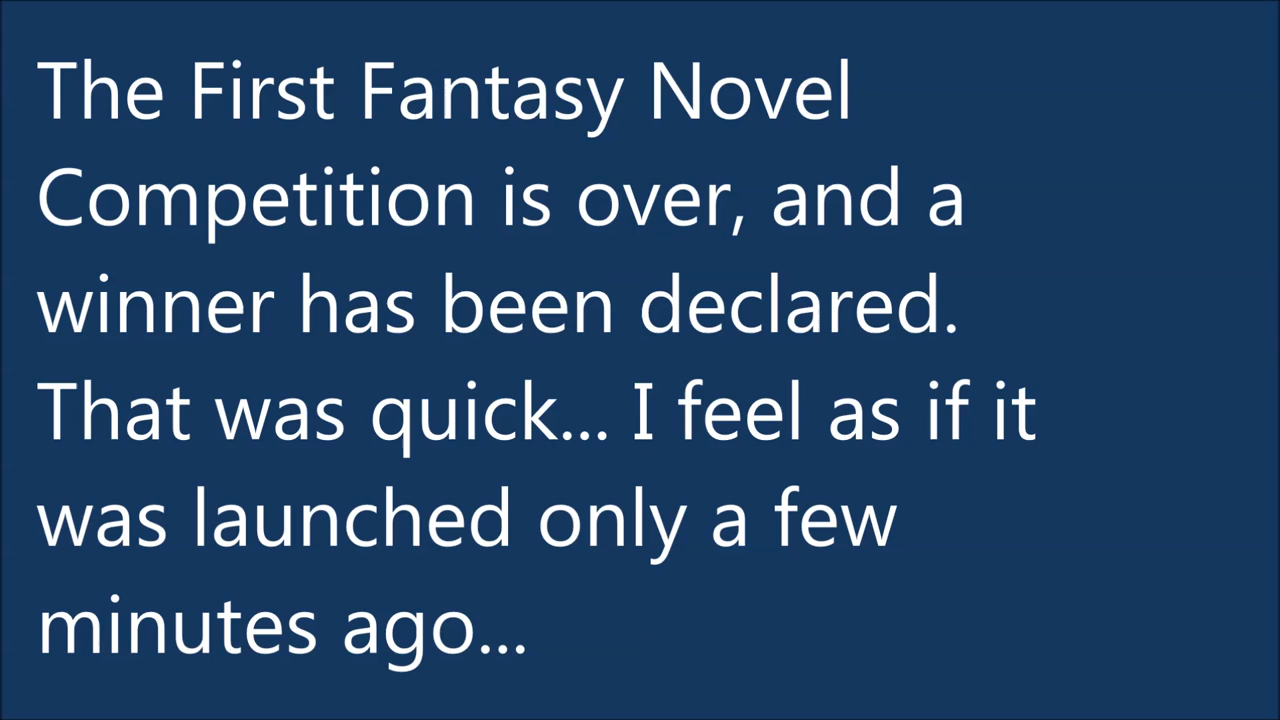 The First Fantasy Novel
Competition is over, and a
winner has been declared.
That was quick... I feel as if it
was launched only a few
minutes ago...